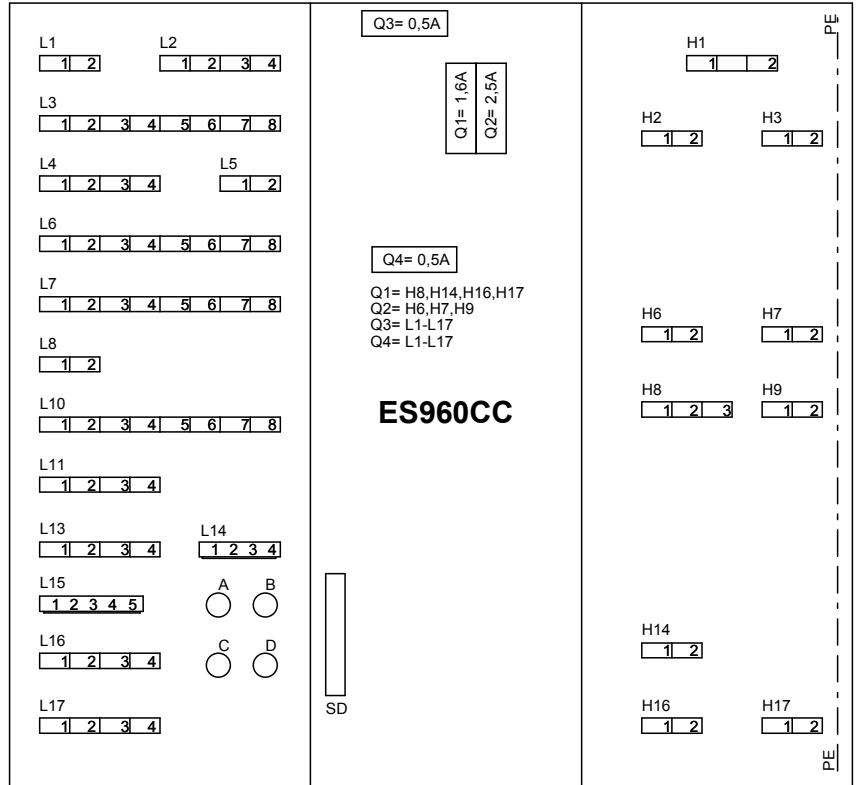 L1 L2
1 2 1 2 3 4
L3
1 2 3 4 5 6 7 8
L4 L5
1 2 3 4 1 2
L6
1 2 3 4 5 6 7 8
L7
1 2 3 4 5 6 7 8
L8
1 2
L10
1 2 3 4 5 6 7 8
L11
1 2 3 4
L13 L14
1 2 3 4 1 2 3 4
L15 A B
1 2 3 4 5
L16 C D
1 2 3 4
L17
1 2 3 4
Q3= 0,5A
Q1= 1,6A
Q2= 2,5A
Q4= 0,5A
Q1= H8,H14,H16,H17
Q2= H6,H7,H9
Q3= L1-L17
Q4= L1-L17
ES960CC
SD
PE
H1
1 2
H2 H3
1 2 1 2
H6 H7
1 2 1 2
H8 H9
1 2 3 1 2
H14
1 2
H16 H17
1 2 1 2
PE